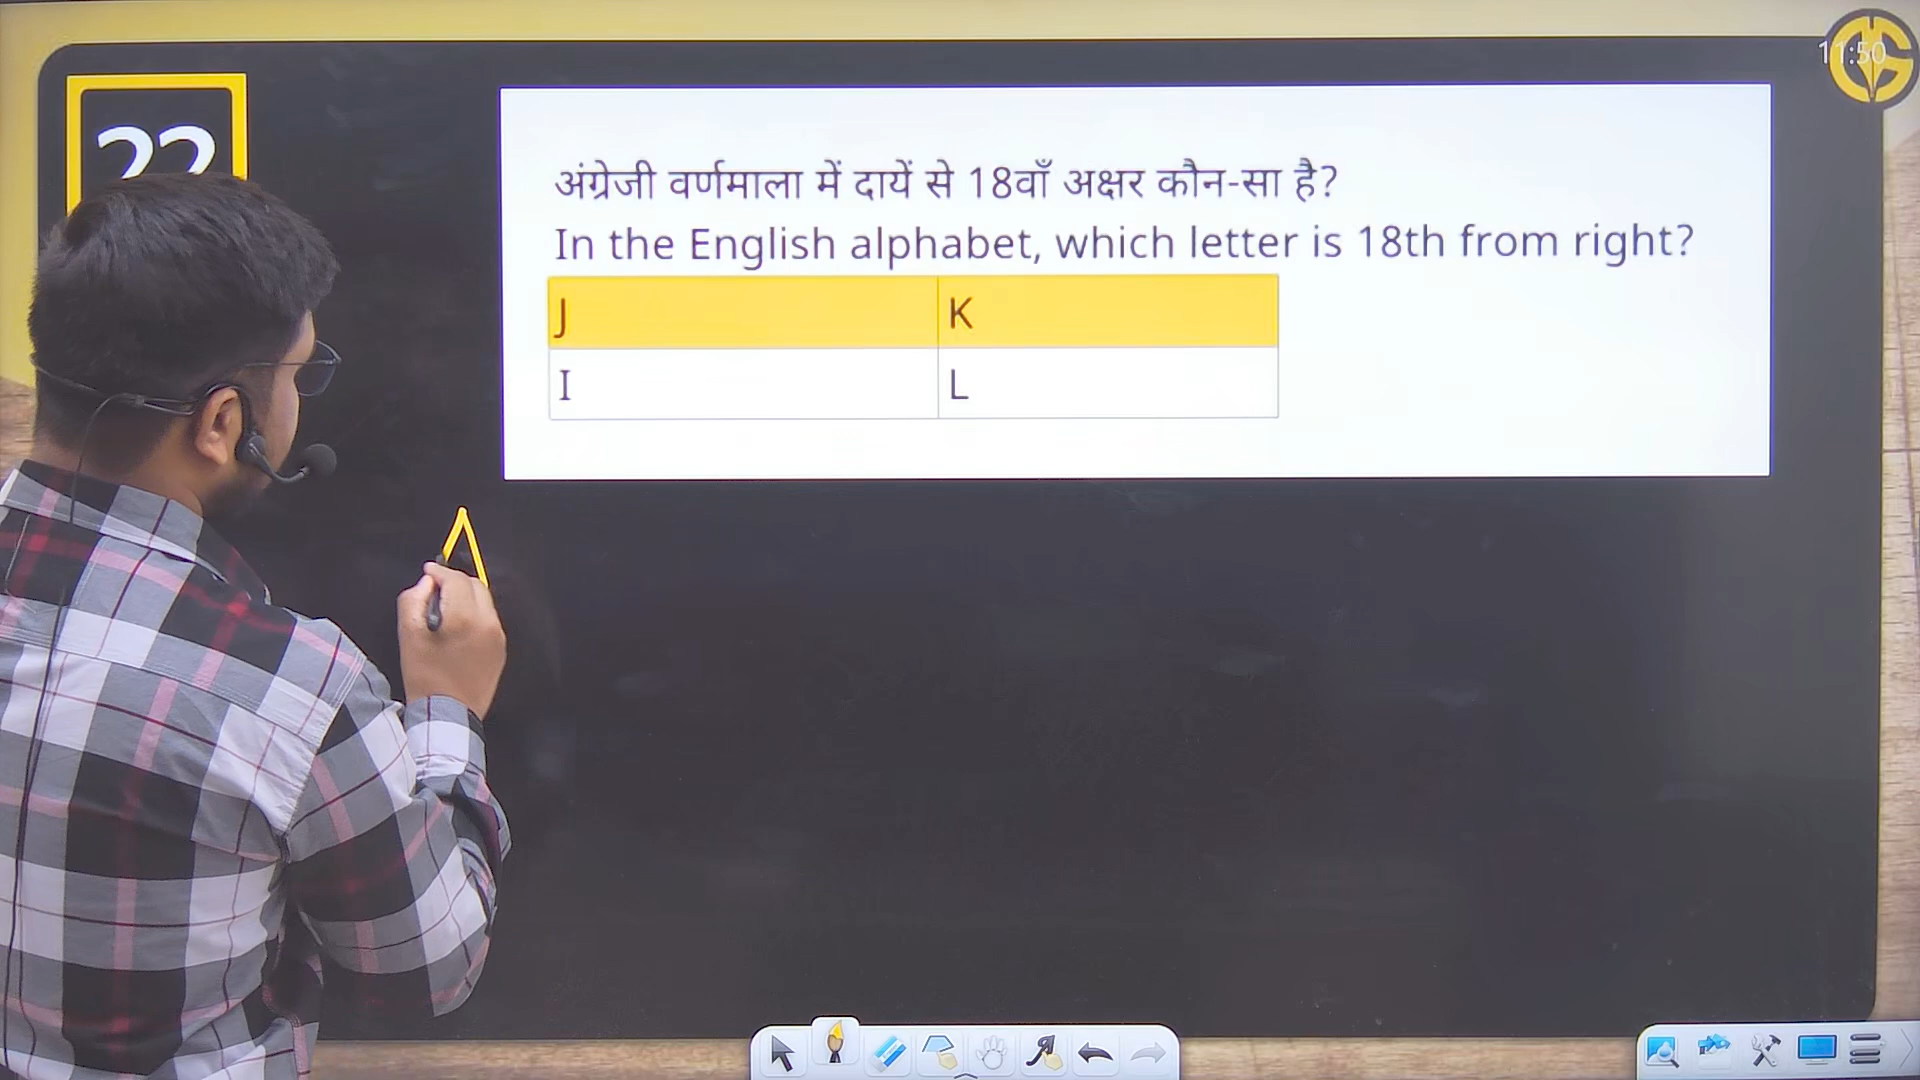 11:50
22
अंग्रेजी वर्णमाला में दायें से 18वाँ अक्षर कौन-सा है?
In the English alphabet, which letter is 18th from right?
J K
I L
A